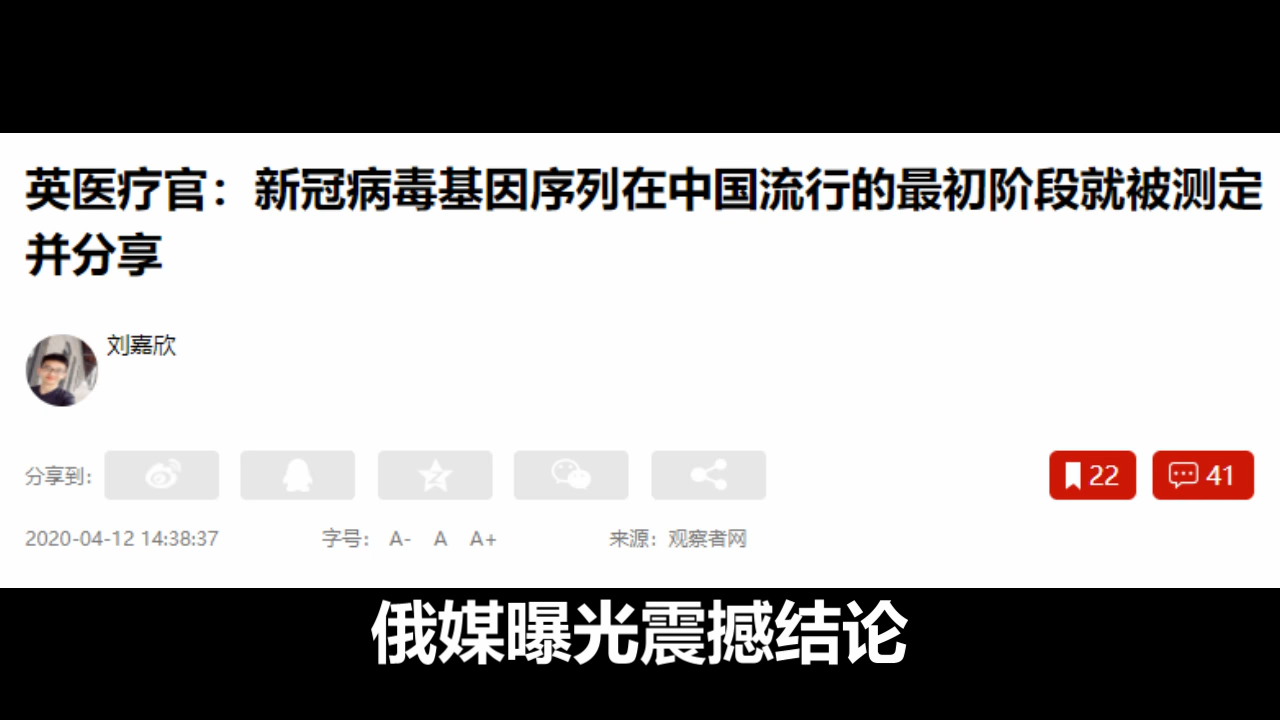 英医疗官：新冠病毒基因序列在中国流行的最初阶段就被测定
并分享
刘嘉欣
分享到: 22 41
2020-04-12 14:38:37 字号： A- A A+ 来源：观察者网
俄媒曝光震撼结论